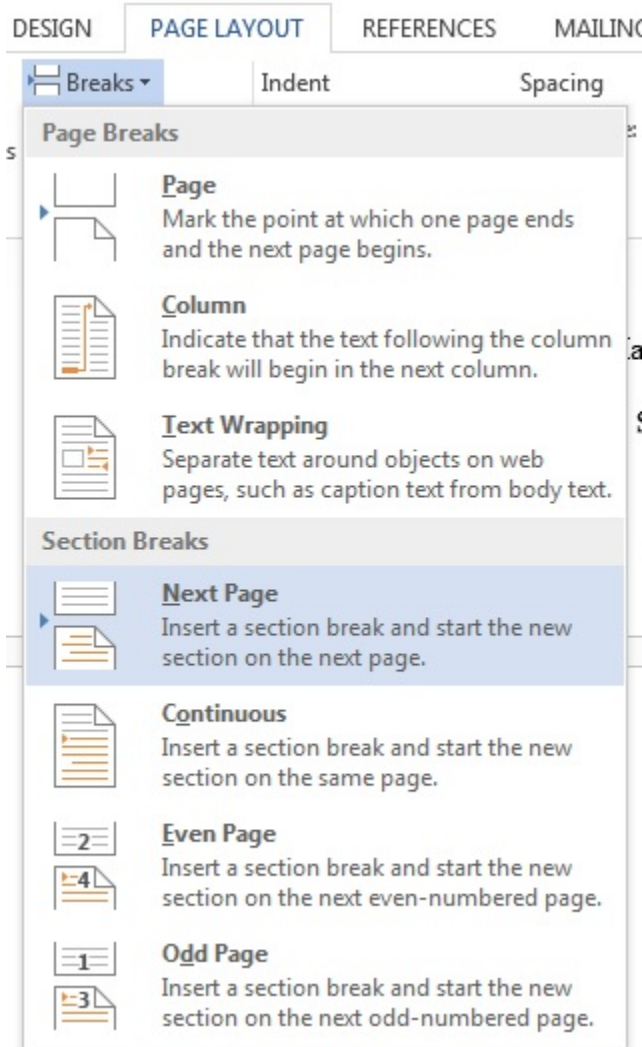 DESIGN PAGE LAYOUT REFERENCES
Breaks Indent Spacing
Page Breaks
Page
Mark the point at which one page ends
and the next page begins.
Column
Indicate that the text following the column
break will begin in the next column.
Text Wrapping
Separate text around objects on web
pages, such as caption text from body text.
Section Breaks
Next Page
Insert a section break and start the new
section on the next page.
Continuous
Insert a section break and start the new
section on the same page.
2
4
Even Page
Insert a section break and start the new
section on the next even-numbered page.
1
3
Odd Page
Insert a section break and start the new
section on the next odd-numbered page.